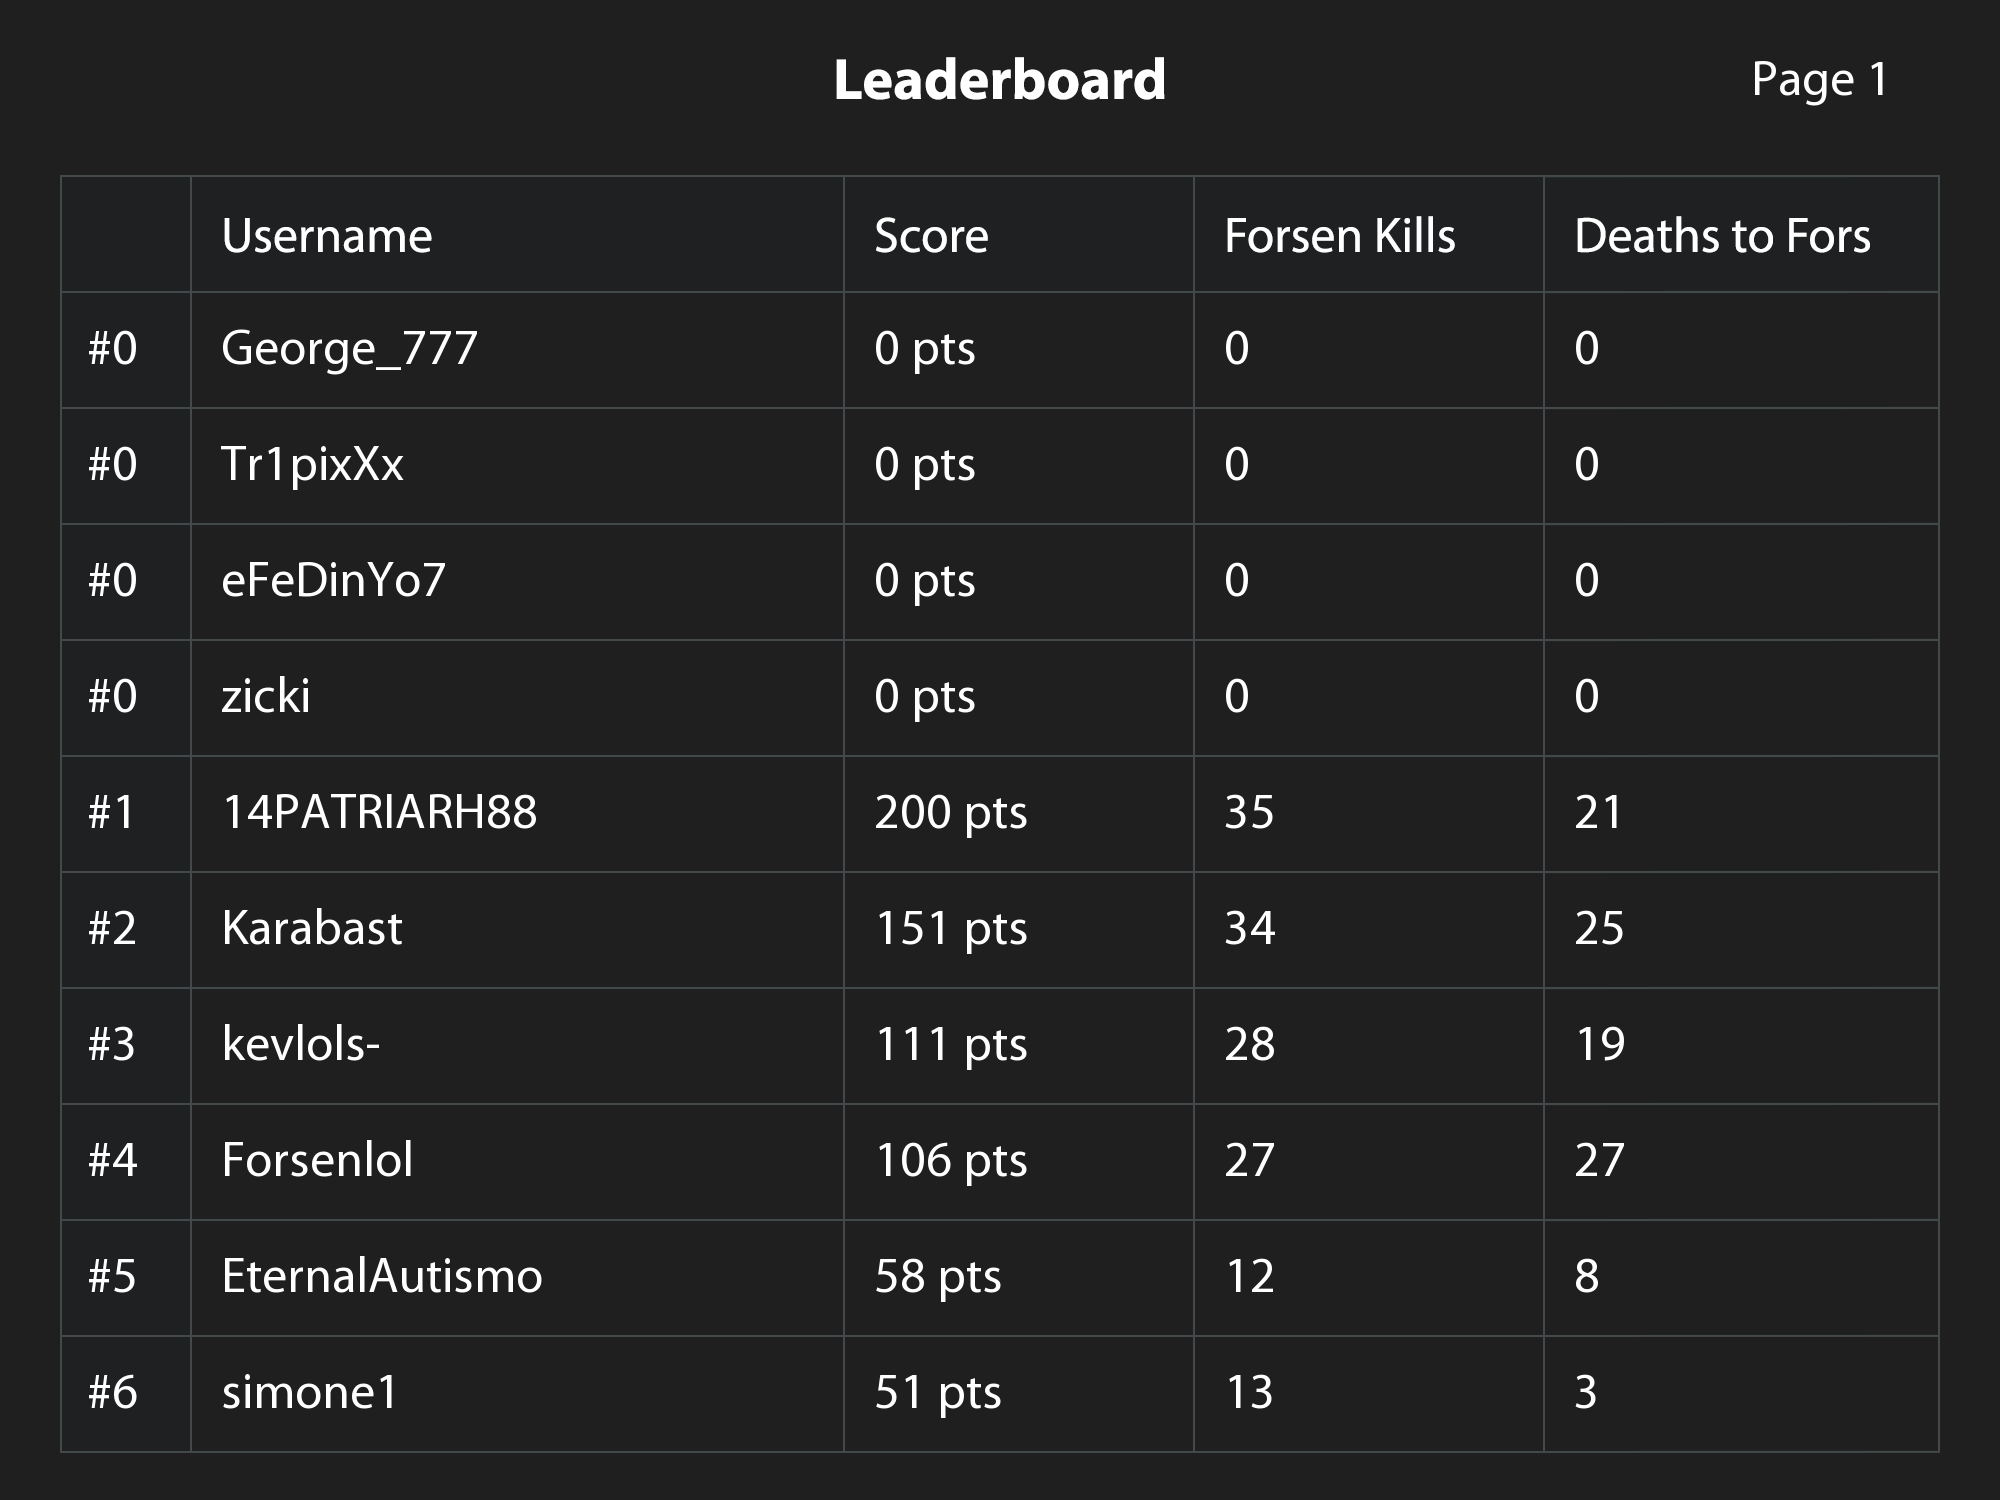 Leaderboard
Page 1
Username Score Forsen Kills Deaths to Fors
#0 George_777 0 pts 0 0
#0 Tr1pixXx 0 pts 0 0
#0 eFeDinYo7 0 pts 0 0
#0 zicki 0 pts 0 0
#1 14PATRIARH88 200 pts 35 21
#2 Karabast 151 pts 34 25
#3 kevlols- 111 pts 28 19
#4 Forsenlol 106 pts 27 27
#5 EternalAutismo 58 pts 12 8
#6 simone1 51 pts 13 3